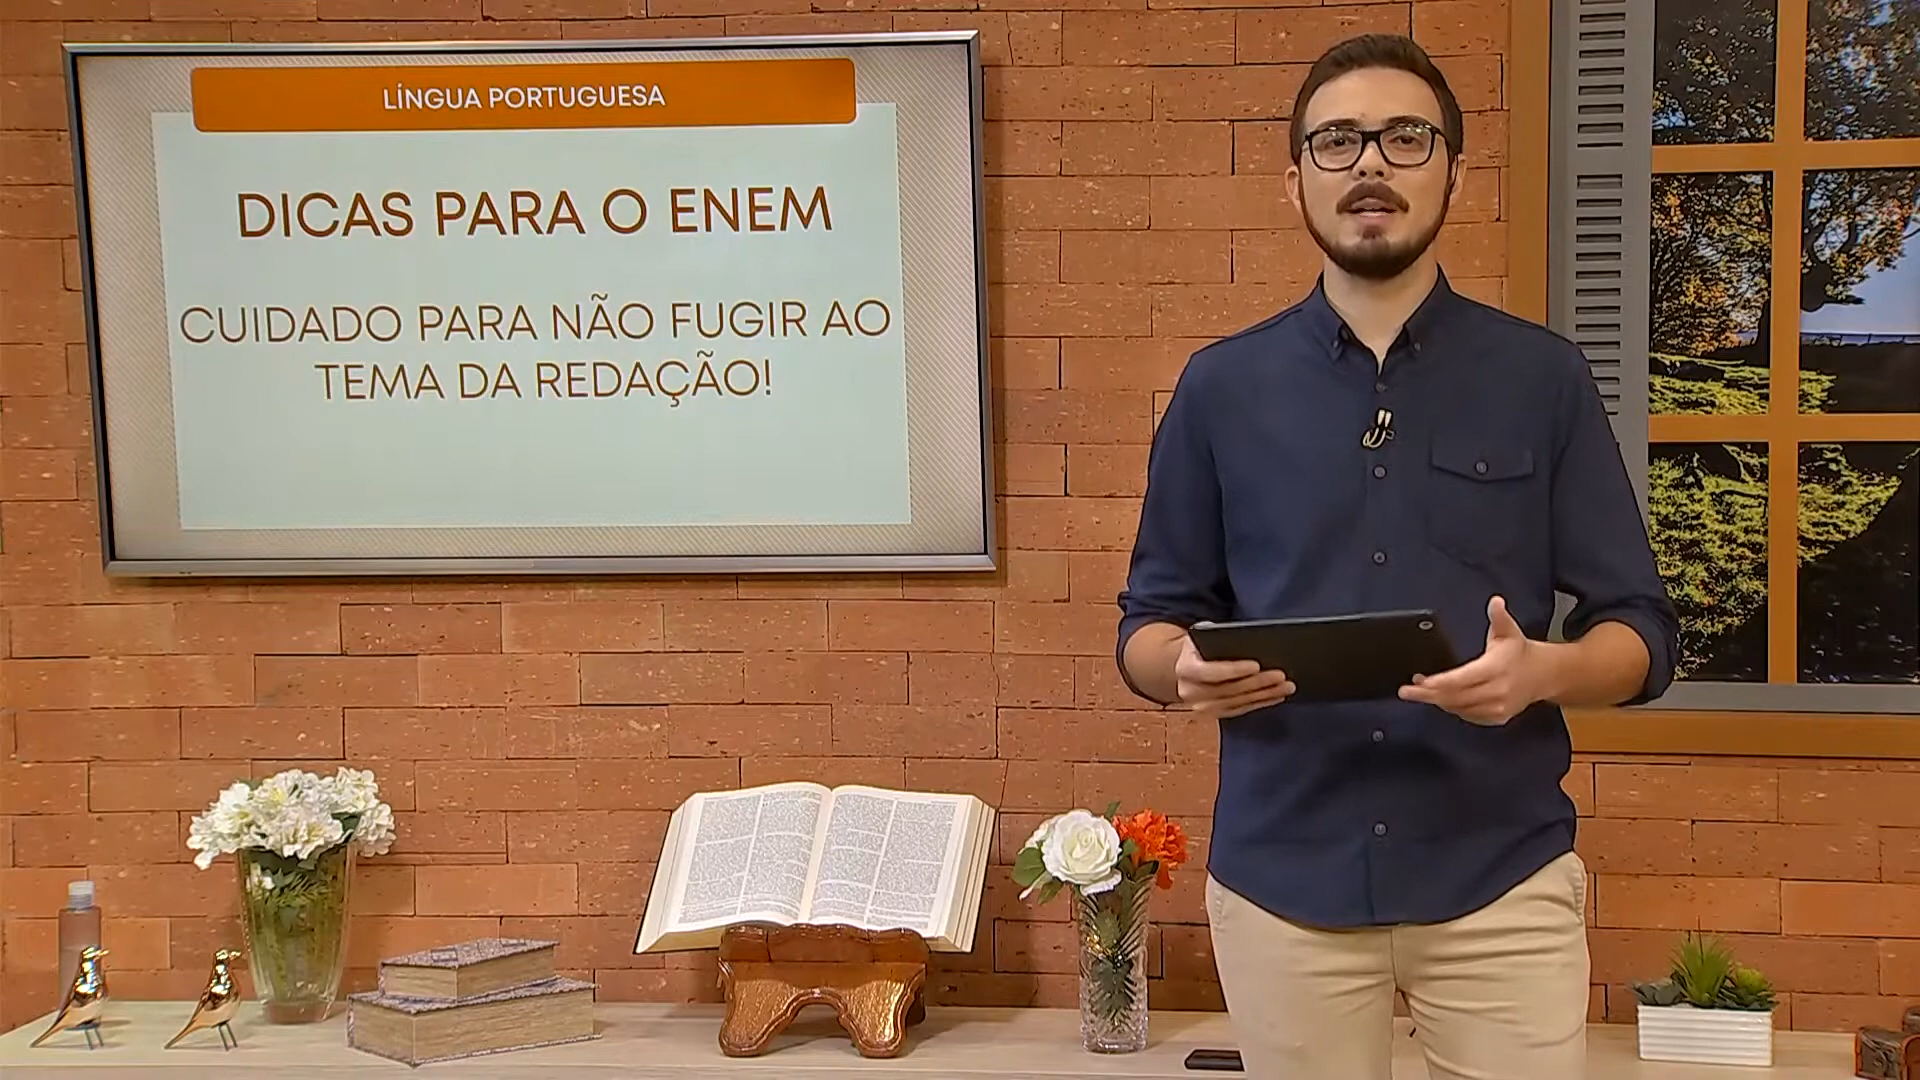 LÍNGUA PORTUGUESA
DICAS PARA O ENEM
CUIDADO PARA NÃO FUGIR AO
TEMA DA REDAÇÃO!